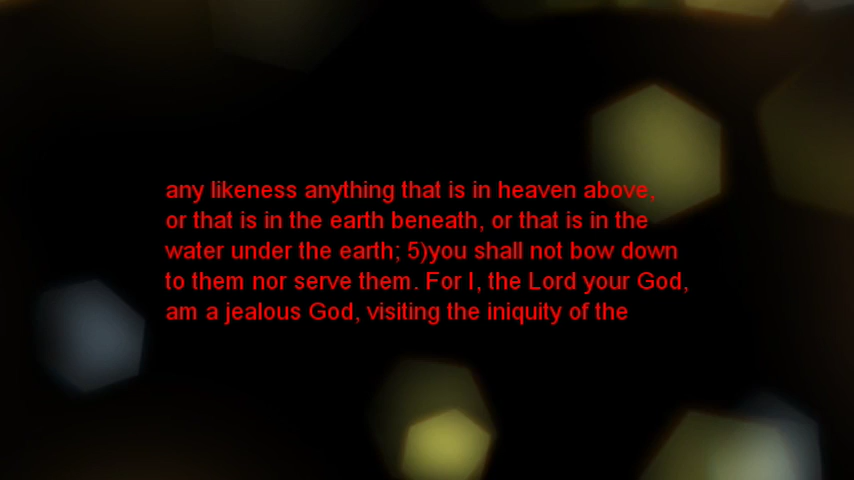 any likeness anything that is in heaven above,
or that is in the earth beneath, or that is in the
water under the earth; 5)you shall not bow down
to them nor serve them. For I, the Lord your God,
am a jealous God, visiting the iniquity of the